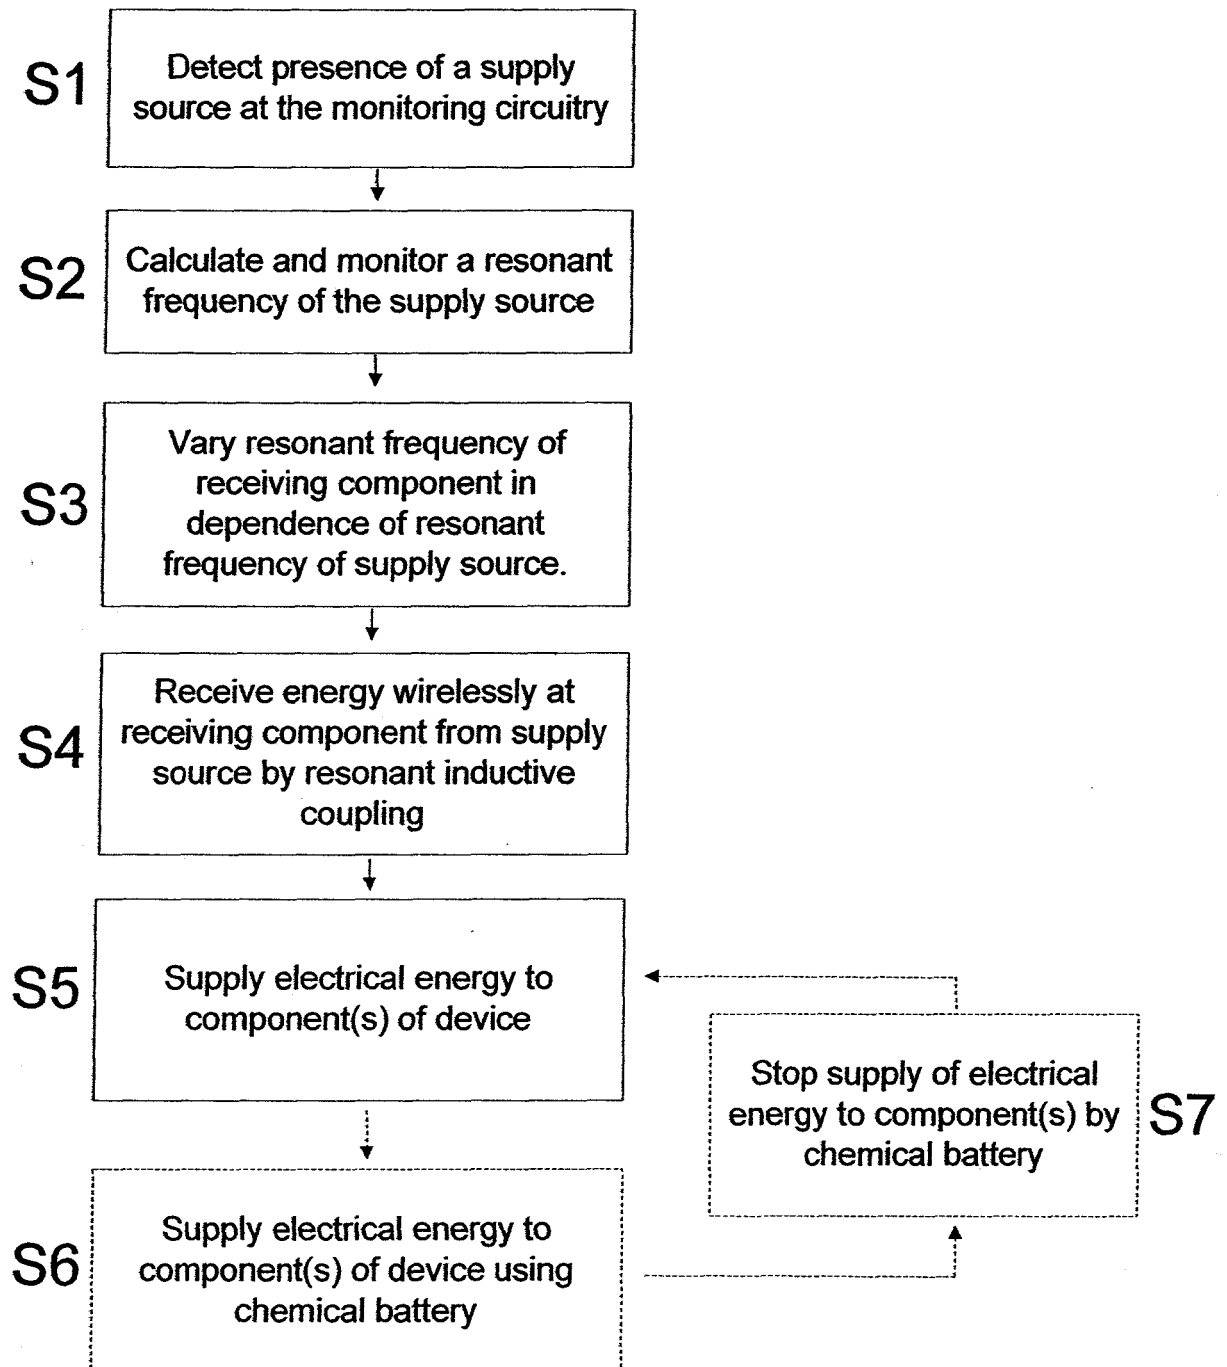 S1
Detect presence of a supply
source at the monitoring circuitry
S2
Calculate and monitor a resonant
frequency of the supply source
S3
Vary resonant frequency of
receiving component in
dependence of resonant
frequency of supply source.
S4
Receive energy wirelessly at
receiving component from supply
source by resonant inductive
coupling
S5
Supply electrical energy to
component(s) of device
S6
Supply electrical energy to
component(s) of device using
chemical battery
Stop supply of electrical
energy to component(s) by
chemical battery
S7